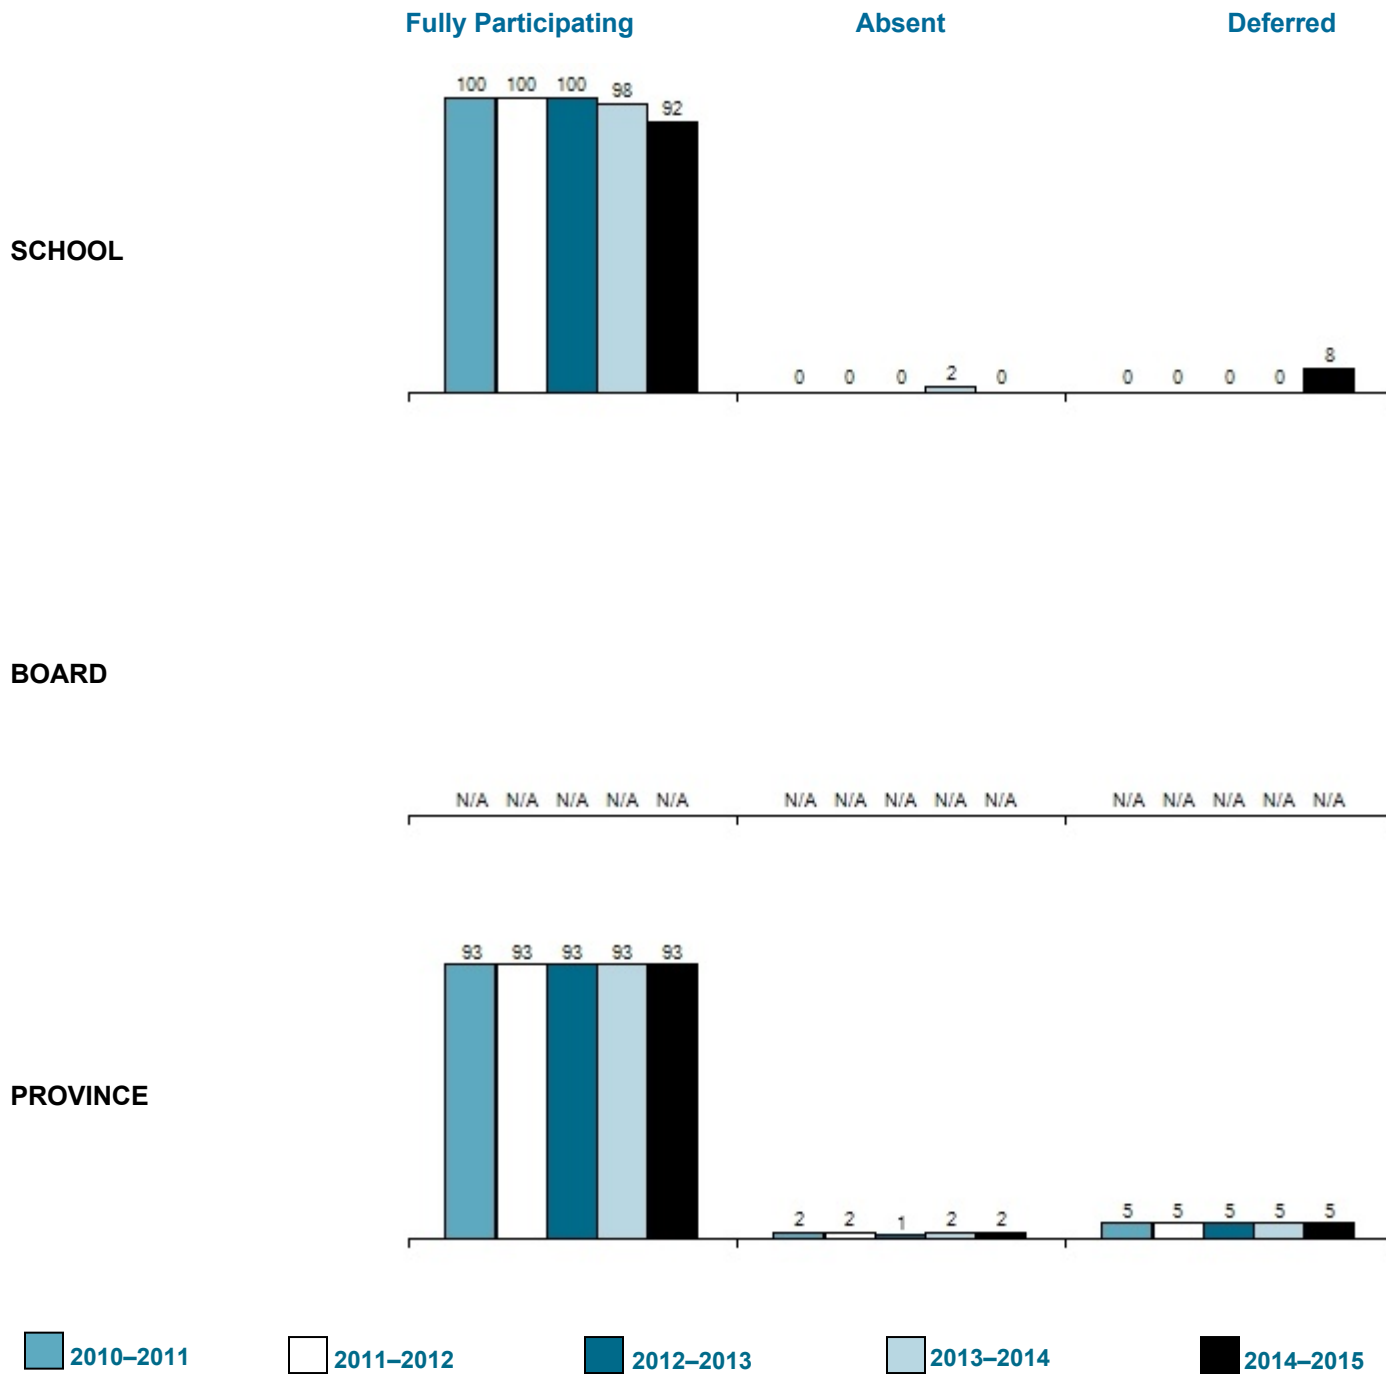 Fully Participating Absent Deferred
100 100 100 98 92
SCHOOL
0 0 0 2 0 0 0 0 0 8
BOARD
N/A N/A N/A N/A N/A N/A N/A N/A N/A N/A N/A N/A N/A N/A N/A
93 93 93 93 93
PROVINCE
2 2 1 2 2 5 5 5 5 5
2010–2011 2011–2012 2012–2013 2013–2014 2014–2015